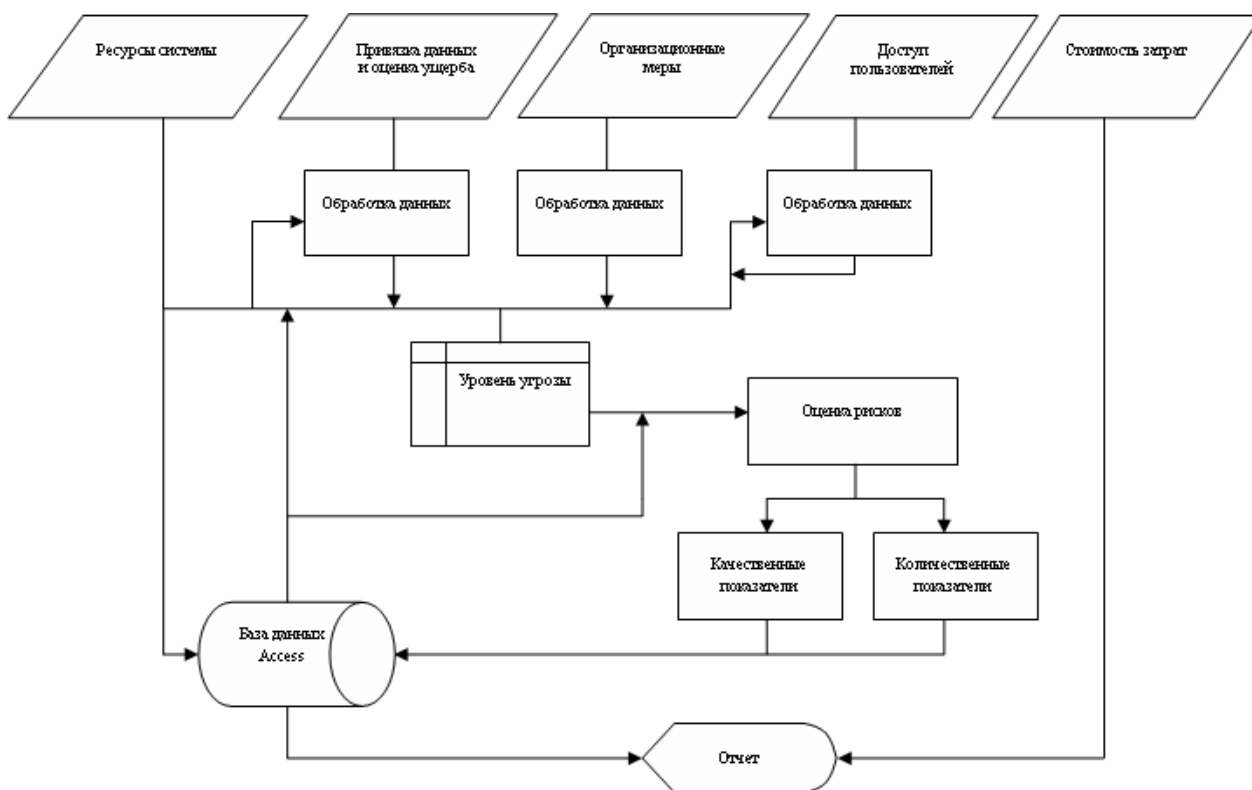 Ресурсы системы
Привязка данных
и оценка ущерба
Организационные
меры
Доступ
пользователей
Стоимость затрат
Обработка данных
Обработка данных
Обработка данных
Уровень угрозы
Оценка рисков
Качественные
показатели
Количественные
показатели
База данных
Access
Отчет